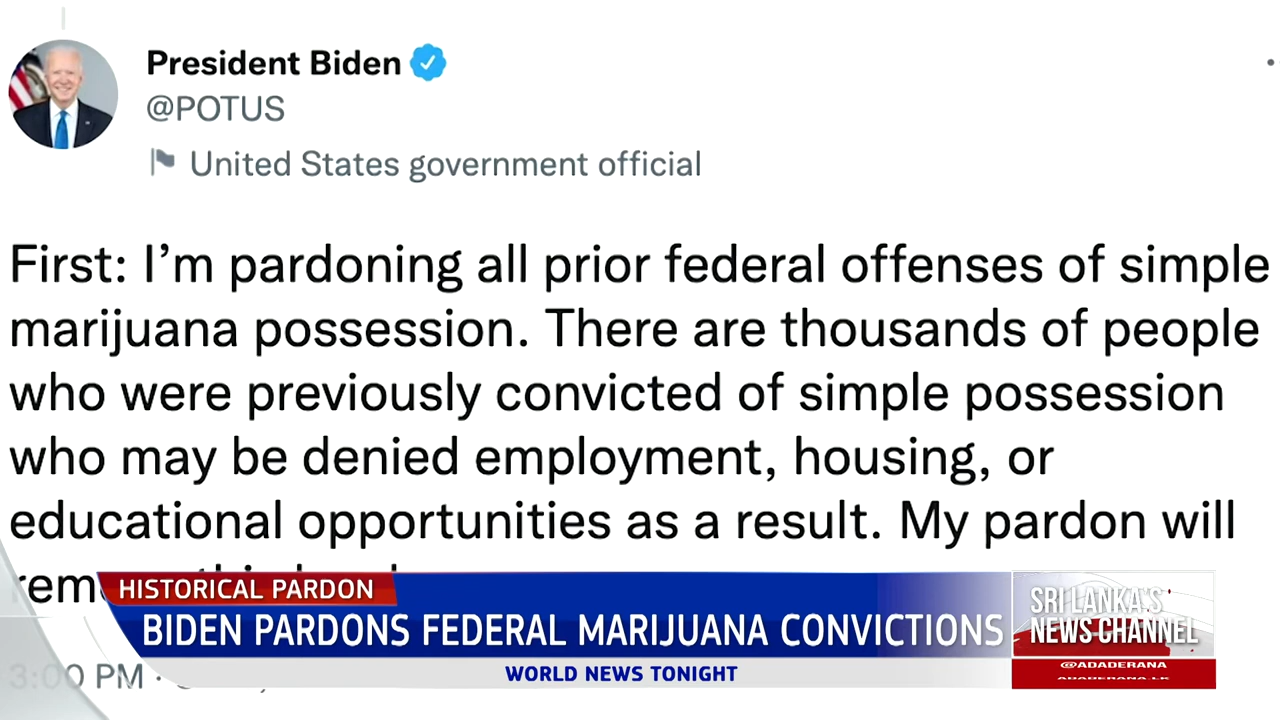 President Biden
@POTUS
United States government official
First: I’m pardoning all prior federal offenses of simple
marijuana possession. There are thousands of people
who were previously convicted of simple possession
who may be denied employment, housing, or
educational opportunities as a result. My pardon will
HISTORICAL PARDON
BIDEN PARDONS FEDERAL MARIJUANA CONVICTIONS
WORLD NEWS TONIGHT
SRI LANKA'S
NEWS CHANNEL
@ADADERANA
3:00 PM ·